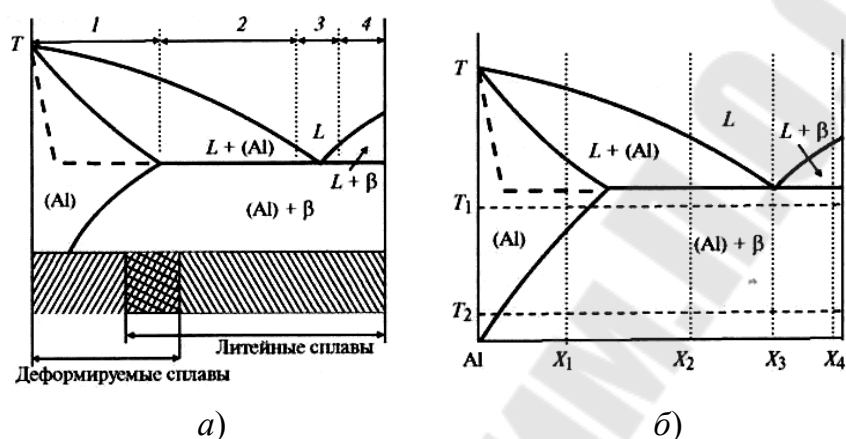 1 2 3 4
T
L
L + (Al)
L + β
(Al)
(Al) + β
Литейные сплавы
Деформируемые сплавы
а)
T
L
L + β
L + (Al)
T1
(Al)
(Al) + β
T2
Al X1 X2 X3 X4
б)